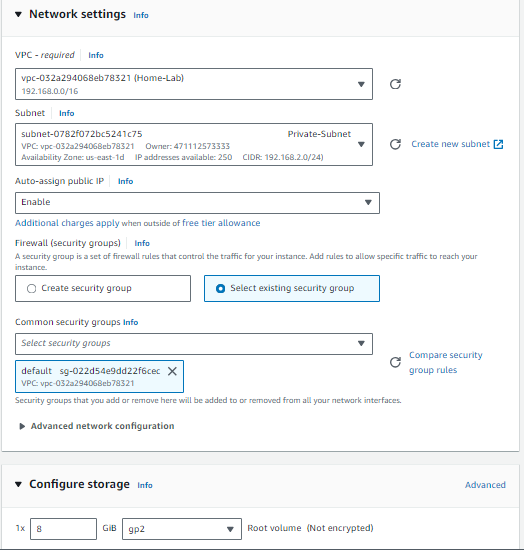 Network settings Info
VPC - required Info
vpc-032a294068eb78321 (Home-Lab)
192.168.0.0/16
Subnet Info
subnet-0782f072bc5241c75 Private-Subnet
VPC: vpc-032a294068eb78321 Owner: 471112573333
Availability Zone: us-east-1d IP addresses available: 250 CIDR: 192.168.2.0/24)
Create new subnet
Auto-assign public IP Info
Enable
Additional charges apply when outside of free tier allowance
Firewall (security groups) Info
A security group is a set of firewall rules that control the traffic for your instance. Add rules to allow specific traffic to reach your
instance.
Create security group
Select existing security group
Common security groups Info
Select security groups
default sg-022d54e9dd22f6cec
VPC: vpc-032a294068eb78321
Compare security
group rules
Security groups that you add or remove here will be added to or removed from all your network interfaces.
Advanced network configuration
Configure storage Info Advanced
1x 8 GiB gp2 Root volume (Not encrypted)